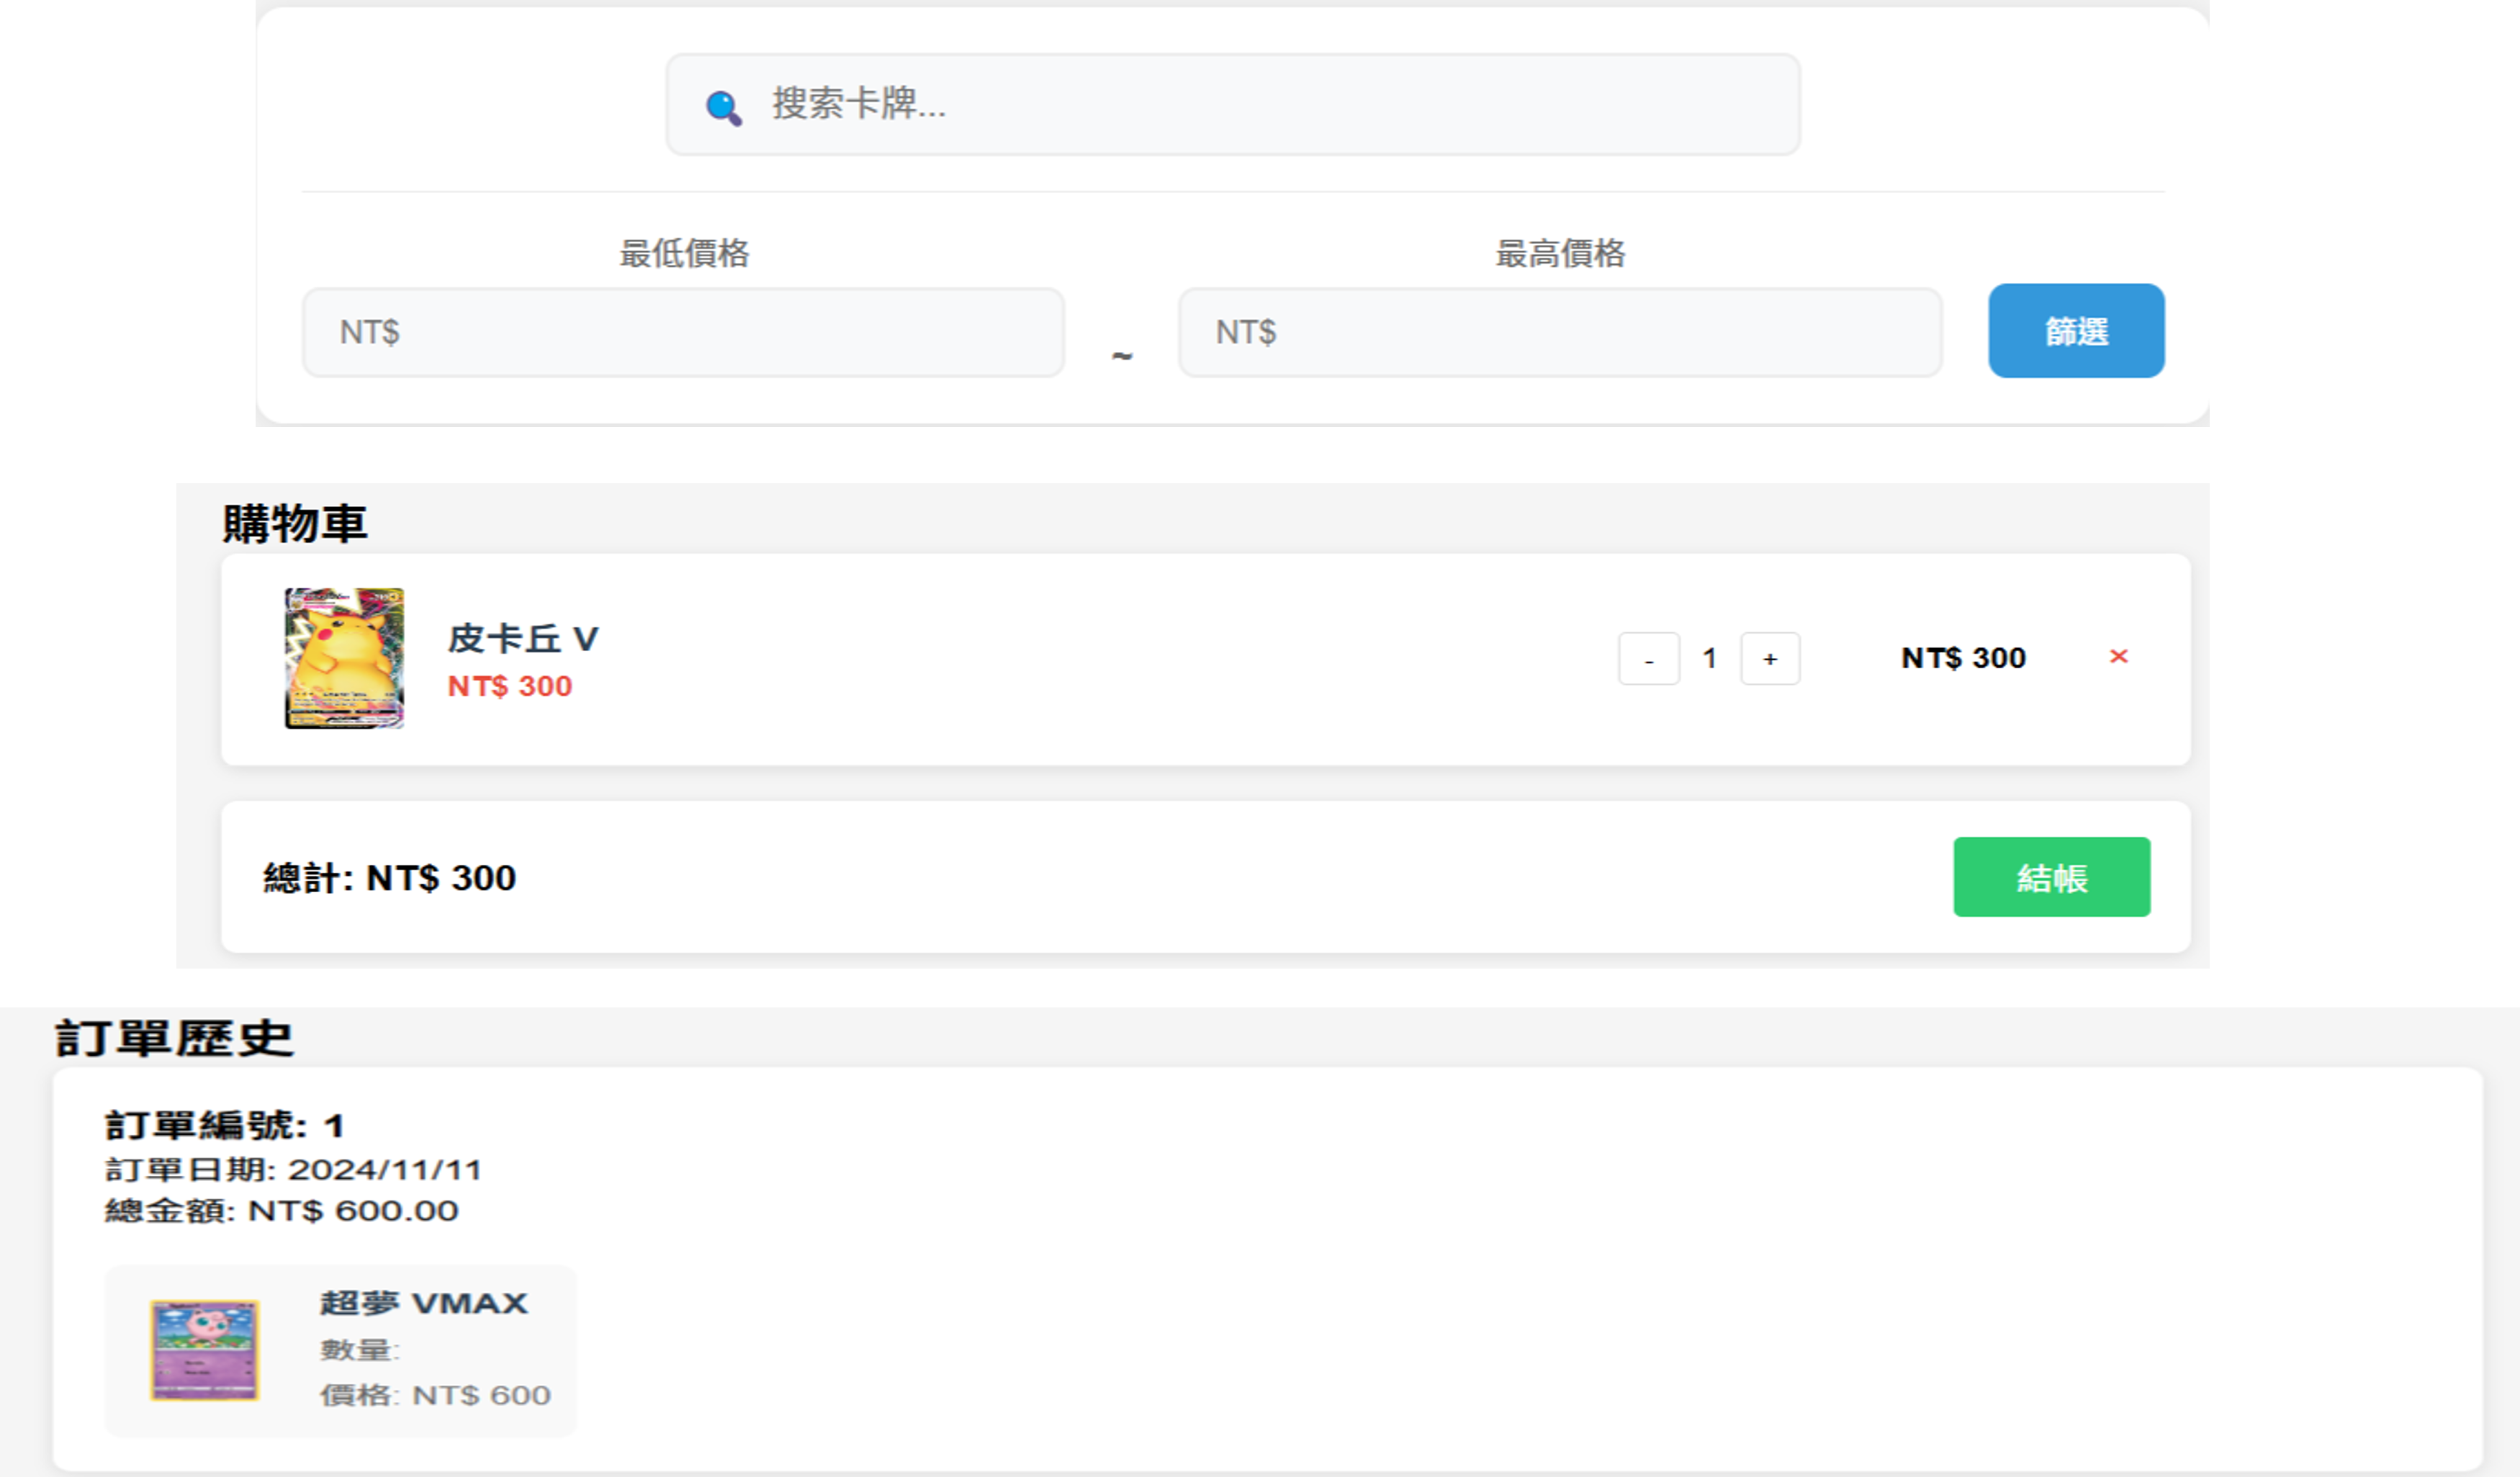 搜索卡牌...
最低價格
最高價格
NT$
~
NT$
篩選
購物車
皮卡丘 V
NT$ 300
- 1 +
NT$ 300
×
總計: NT$ 300
結帳
訂單歷史
訂單編號: 1
訂單日期: 2024/11/11
總金額: NT$ 600.00
超夢 VMAX
數量:
價格: NT$ 600